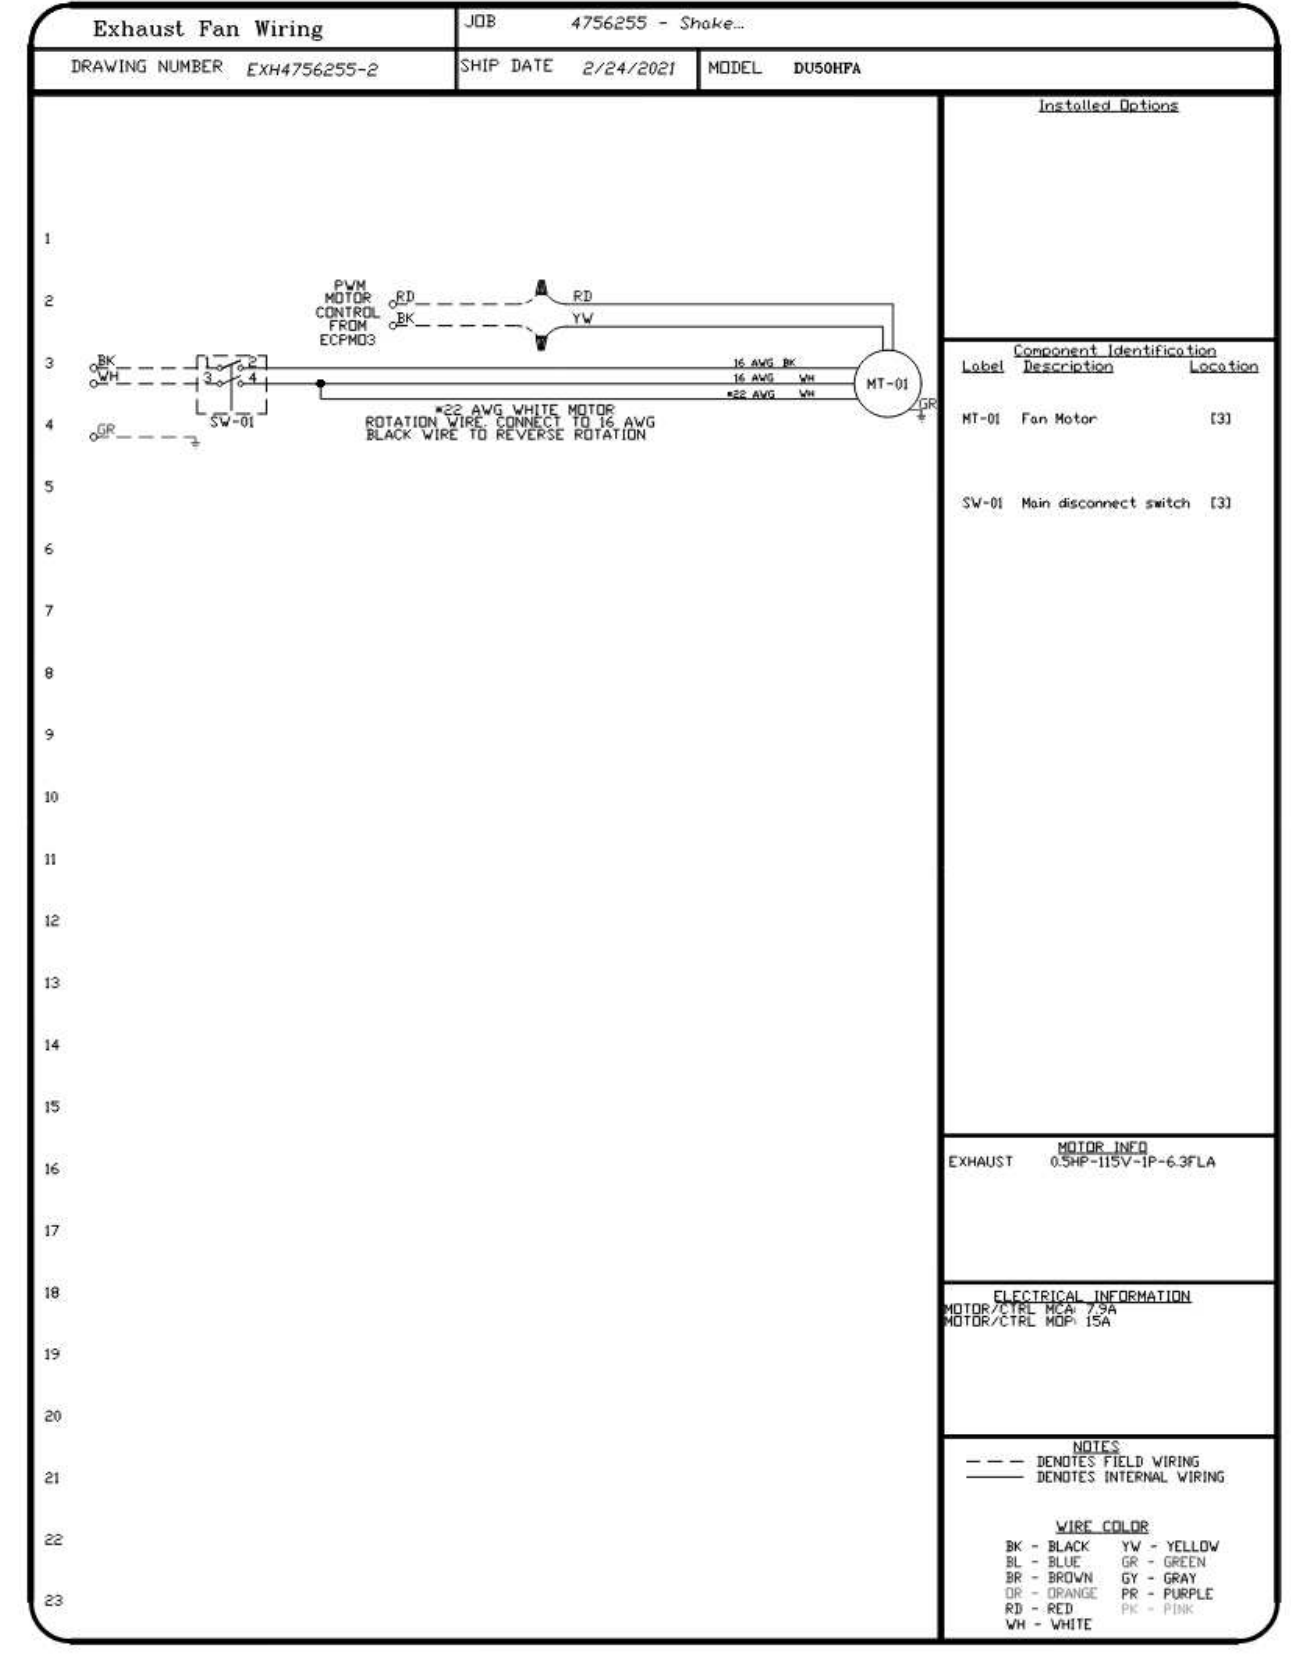 Exhaust Fan Wiring
JOB 4756255 - Shake...
DRAWING NUMBER EXH4756255-2
SHIP DATE 2/24/2021
MODEL DU50HFA
Installed Options
1
2
PWM
MOTOR
CONTROL
FROM
ECPM03
RD
BK
RD
YW
3
BK
WH
1 2
3 4
SW-01
16 AWG BK
16 AWG WH
*22 AWG WH
MT-01
GR
*22 AWG WHITE MOTOR
ROTATION WIRE. CONNECT TO 16 AWG
BLACK WIRE TO REVERSE ROTATION
4
GR
5
6
7
8
9
10
11
12
13
14
15
16
17
18
19
20
21
22
23
Component Identification
Label Description Location
MT-01 Fan Motor [3]
SW-01 Main disconnect switch [3]
MOTOR INFO
EXHAUST 0.5HP-115V-1P-6.3FLA
ELECTRICAL INFORMATION
MOTOR/CTRL MCA: 7.9A
MOTOR/CTRL MOP: 15A
NOTES
DENOTES FIELD WIRING
DENOTES INTERNAL WIRING
WIRE COLOR
BK - BLACK YW - YELLOW
BL - BLUE GR - GREEN
BR - BROWN GY - GRAY
OR - ORANGE PR - PURPLE
RD - RED PK - PINK
WH - WHITE